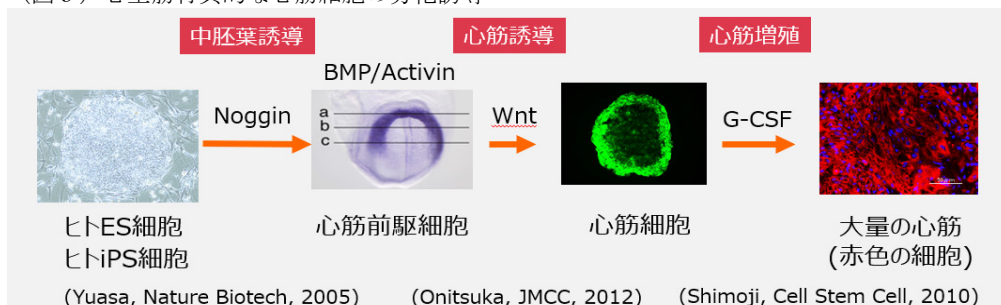 中胚葉誘導
心筋誘導
心筋増殖
BMP/Activin
Noggin
Wnt
G-CSF
a
b
c
ヒトES細胞
ヒトiPS細胞
心筋前駆細胞
心筋細胞
大量の心筋
(赤色の細胞)
(Yuasa, Nature Biotech, 2005)
(Onitsuka, JMCC, 2012)
(Shimoji, Cell Stem Cell, 2010)